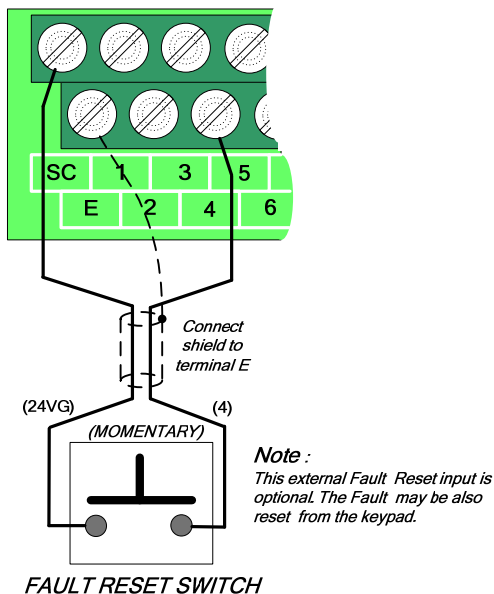 SC 1 3 5
E 2 4 6
Connect
shield to
terminal E
(24VG) (4)
(MOMENTARY)
Note :
This external Fault Reset input is
optional. The Fault may be also
reset from the keypad.
FAULT RESET SWITCH